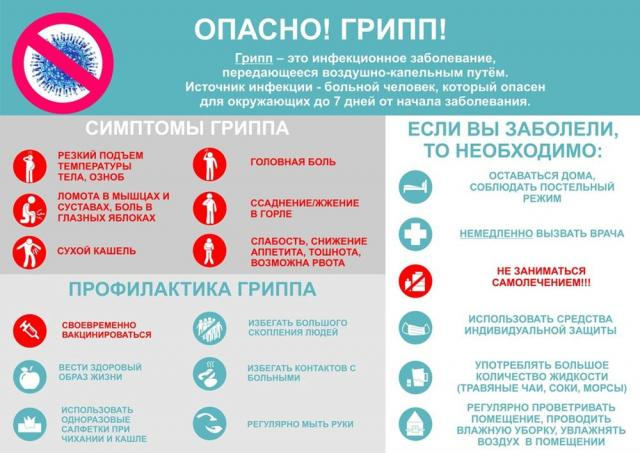 ОПАСНО! ГРИПП!
Грипп – это инфекционное заболевание,
передающееся воздушно-капельным путём.
Источник инфекции - больной человек, который опасен
для окружающих до 7 дней от начала заболевания.
СИМПТОМЫ ГРИППА
РЕЗКИЙ ПОДЪЕМ
ТЕМПЕРАТУРЫ
ТЕЛА, ОЗНОБ
ЛОМОТА В МЫШЦАХ И
СУСТАВАХ, БОЛЬ В
ГЛАЗНЫХ ЯБЛОКАХ
СУХОЙ КАШЕЛЬ
ГОЛОВНАЯ БОЛЬ
ССАДНЕНИЕ/ЖЖЕНИЕ
В ГОРЛЕ
СЛАБОСТЬ, СНИЖЕНИЕ
АППЕТИТА, ТОШНОТА,
ВОЗМОЖНА РВОТА
ПРОФИЛАКТИКА ГРИППА
СВОЕВРЕМЕННО
ВАКЦИНИРОВАТЬСЯ
ВЕСТИ ЗДОРОВЫЙ
ОБРАЗ ЖИЗНИ
ИСПОЛЬЗОВАТЬ
ОДНОРАЗОВЫЕ
САЛФЕТКИ ПРИ
ЧИХАНИИ И КАШЛЕ
ИЗБЕГАТЬ БОЛЬШОГО
СКОПЛЕНИЯ ЛЮДЕЙ
ИЗБЕГАТЬ КОНТАКТОВ С
БОЛЬНЫМИ
РЕГУЛЯРНО МЫТЬ РУКИ
ЕСЛИ ВЫ ЗАБОЛЕЛИ,
ТО НЕОБХОДИМО:
ОСТАВАТЬСЯ ДОМА,
СОБЛЮДАТЬ ПОСТЕЛЬНЫЙ
РЕЖИМ
НЕМЕДЛЕННО ВЫЗВАТЬ ВРАЧА
НЕ ЗАНИМАТЬСЯ
САМОЛЕЧЕНИЕМ!!!
ИСПОЛЬЗОВАТЬ СРЕДСТВА
ИНДИВИДУАЛЬНОЙ ЗАЩИТЫ
УПОТРЕБЛЯТЬ БОЛЬШОЕ
КОЛИЧЕСТВО ЖИДКОСТИ
(ТРАВЯНЫЕ ЧАИ, СОКИ, МОРСЫ)
РЕГУЛЯРНО ПРОВЕТРИВАТЬ
ПОМЕЩЕНИЕ, ПРОВОДИТЬ
ВЛАЖНУЮ УБОРКУ, УВЛАЖНЯТЬ
ВОЗДУХ В ПОМЕЩЕНИИ